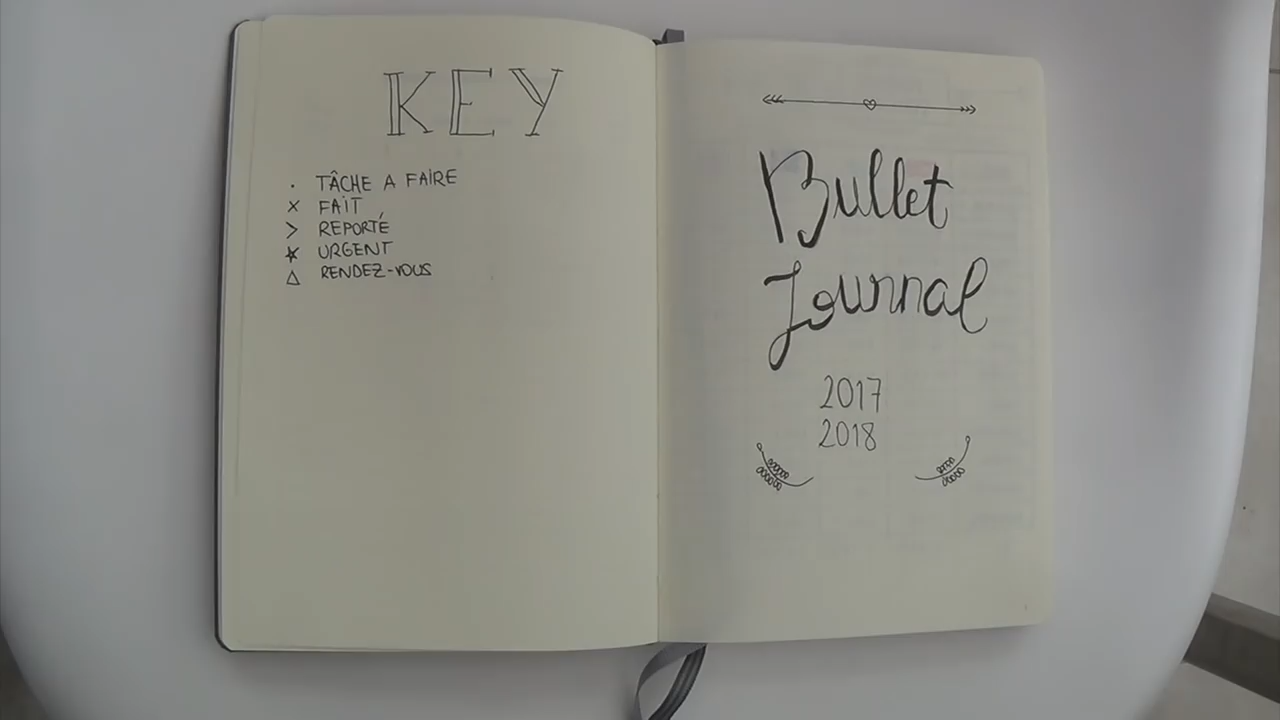 KEY
. TÂCHE A FAIRE
× FAIT
> REPORTÉ
★ URGENT
△ RENDEZ-VOUS
Bullet
Journal
2017
2018